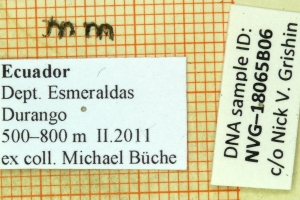 mm
Ecuador
Dept. Esmeraldas
Durango
500–800 m II.2011
ex coll. Michael Büche
DNA sample ID:
NVG–18065B06
c/o Nick V. Grishin